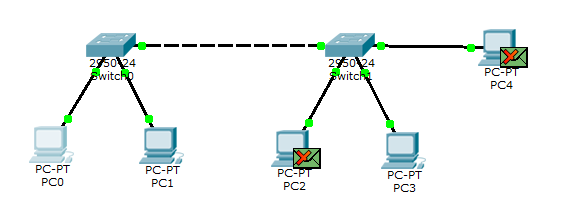 2950-24
Switch0
2950-24
Switch1
PC-PT
PC4
PC-PT
PC0
PC-PT
PC1
PC-PT
PC2
PC-PT
PC3